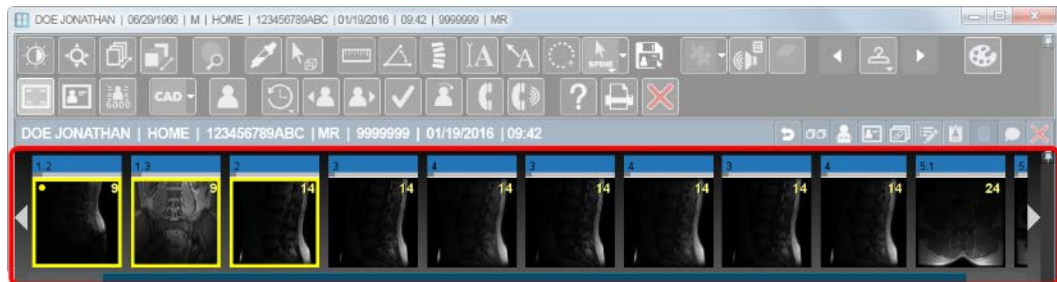 DOE JONATHAN | 06/29/1966 | M | HOME | 123456789ABC | 01/19/2016 | 09:42 | 9999999 | MR
A A SPINE
6000 CAD ?
DOE JONATHAN | HOME | 123456789ABC | MR | 9999999 | 01/19/2016 | 09:42
1.2 1.3 2 3 4 3 4 3 4 5.1 5.
9 9 14 14 14 14 14 14 14 24